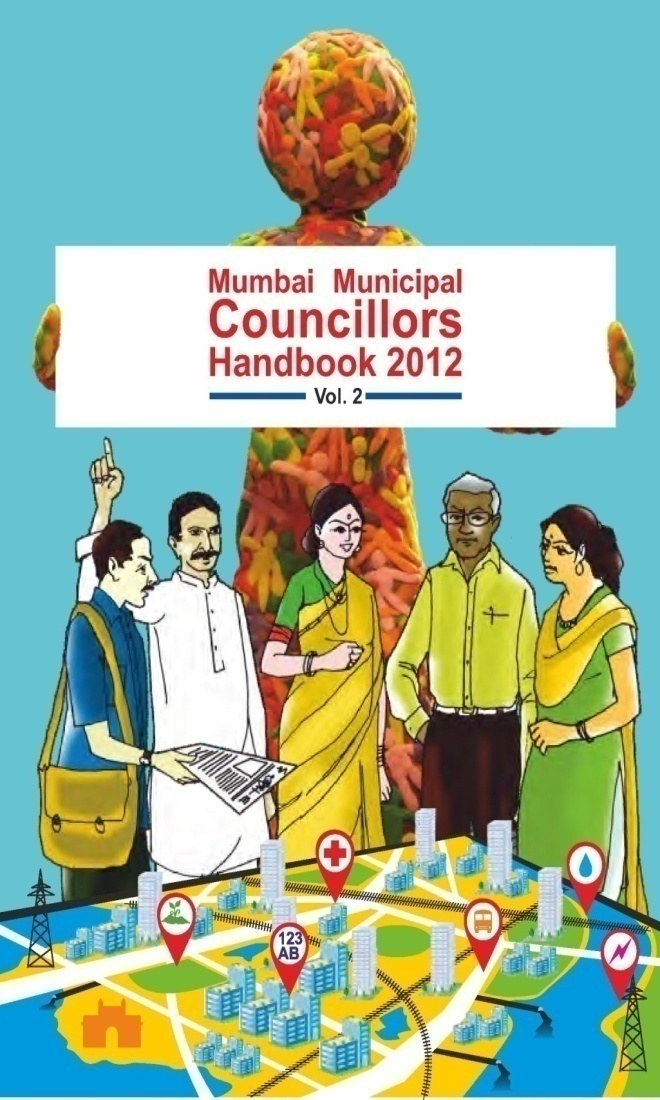 Mumbai Municipal
Councillors
Handbook 2012
Vol. 2
123
AB